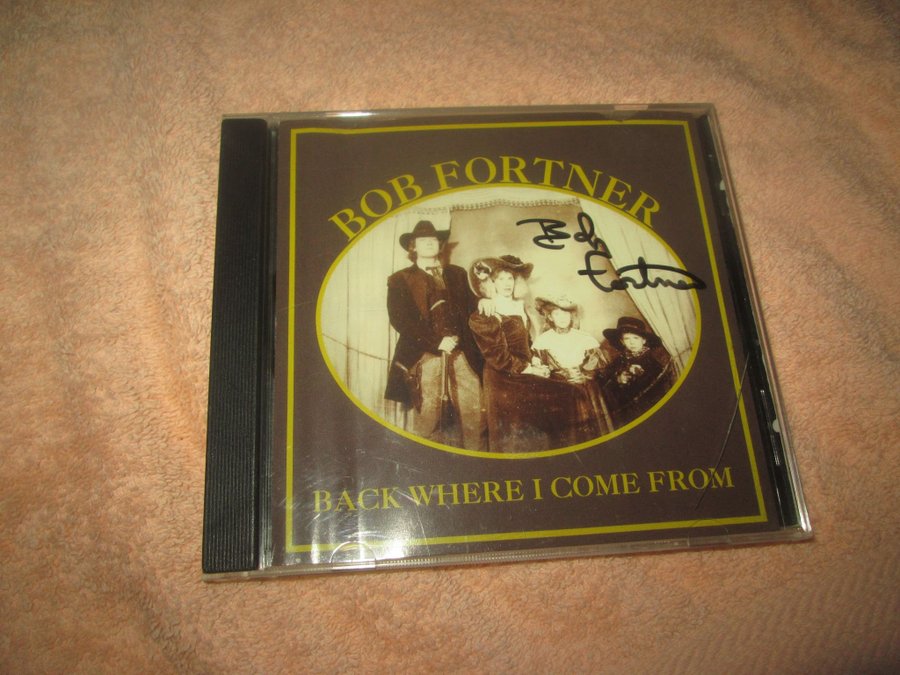 BOB FORTNER
Bob
Fortner
BACK WHERE I COME FROM